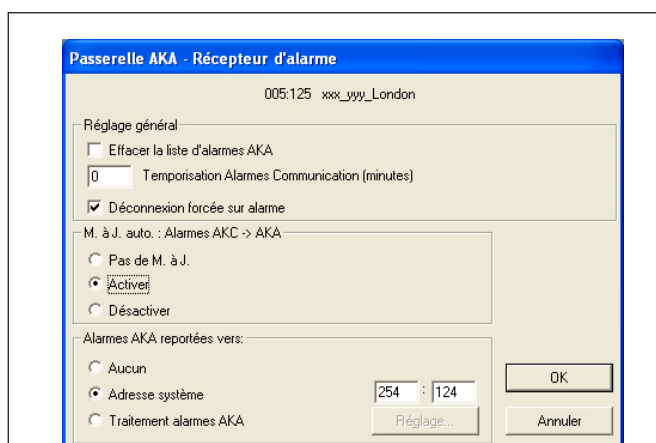 Passerelle AKA - Récepteur d'alarme
005:125 xxx_yyy_London
Réglage général
Effacer la liste d'alarmes AKA
0 Temporisation Alarmes Communication (minutes)
Déconnexion forcée sur alarme
M. à J. auto. : Alarmes AKC -> AKA
Pas de M. à J.
Activer
Désactiver
Alarmes AKA reportées vers:
Aucun
Adresse système 254 : 124
Traitement alarmes AKA Réglage...
OK
Annuler